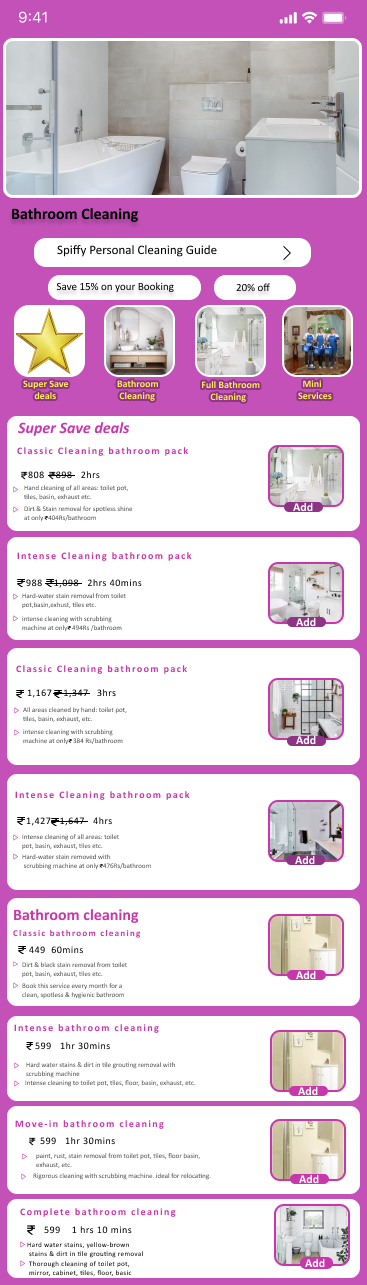 9:41
Bathroom Cleaning
Spiffy Personal Cleaning Guide
Save 15% on your Booking
20% off
Super Save
deals
Bathroom
Cleaning
Full Bathroom
Cleaning
Mini
Services
Super Save deals
Classic Cleaning bathroom pack
₹808 ₹898 2hrs
Hand cleaning of all areas: toilet pot,
tiles, basin, exhaust etc.
Dirt & Stain removal for spotless shine
at only ₹404Rs/bathroom
Add
Intense Cleaning bathroom pack
₹988 ₹1,098 2hrs 40mins
Hard-water stain removal from toilet
pot,basin,exhust, tiles etc.
intense cleaning with scrubbing
machine at only₹ 494Rs /bathroom
Add
Classic Cleaning bathroom pack
₹ 1,167 ₹1,347 3hrs
All areas cleaned by hand: toilet pot,
tiles, basin, exhaust, etc.
intense cleaning with scrubbing
machine at only₹ 384 Rs/bathroom
Add
Intense Cleaning bathroom pack
₹1,427 ₹1,647 4hrs
Intense cleaning of all areas: toilet
pot, basin, exhaust, tiles etc.
Hard-water stain removed with
scrubbing machine at only ₹476Rs/bathroom
Add
Bathroom cleaning
Classic bathroom cleaning
₹ 449 60mins
Dirt & black stain removal from toilet
pot, basin, exhaust, tiles etc.
Book this service every month for a
clean, spotless & hygienic bathroom
Add
Intense bathroom cleaning
₹ 599 1hr 30mins
Hard water stains & dirt in tile grouting removal with
scrubbing machine
Intense cleaning to toilet pot, tiles, floor, basin, exhaust, etc.
Add
Move-in bathroom cleaning
₹ 599 1hr 30mins
paint, rust, stain removal from toilet pot, tiles, floor basin,
exhaust, etc.
Rigorous cleaning with scrubbing machine. ideal for relocating.
Add
Complete bathroom cleaning
₹ 599 1 hrs 10 mins
Hard water stains, yellow-brown
stains & dirt in tile grouting removal
Thorough cleaning of toilet pot,
mirror, cabinet, tiles, floor, basic
Add